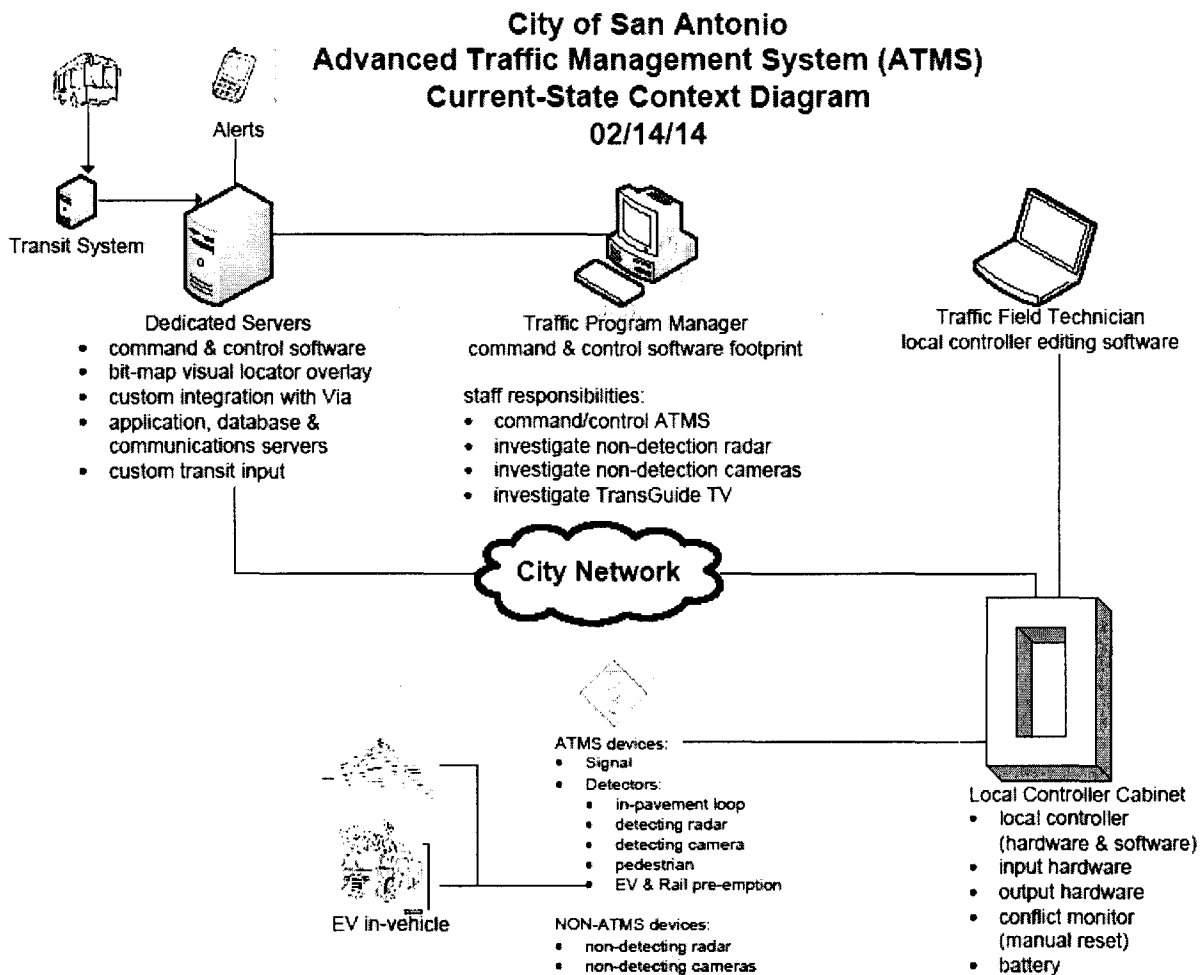 City of San Antonio
Advanced Traffic Management System (ATMS)
Current-State Context Diagram
02/14/14
Alerts
Transit System
Dedicated Servers
• command & control software
• bit-map visual locator overlay
• custom integration with Via
• application, database &
communications servers
• custom transit input
Traffic Program Manager
command & control software footprint
staff responsibilities:
• command/control ATMS
• investigate non-detection radar
• investigate non-detection cameras
• investigate TransGuide TV
Traffic Field Technician
local controller editing software
City Network
ATMS devices:
• Signal
• Detectors:
• in-pavement loop
• detecting radar
• detecting camera
• pedestrian
• EV & Rail pre-emption
EV in-vehicle
NON-ATMS devices:
• non-detecting radar
• non-detecting cameras
Local Controller Cabinet
• local controller
(hardware & software)
• input hardware
• output hardware
• conflict monitor
(manual reset)
• battery